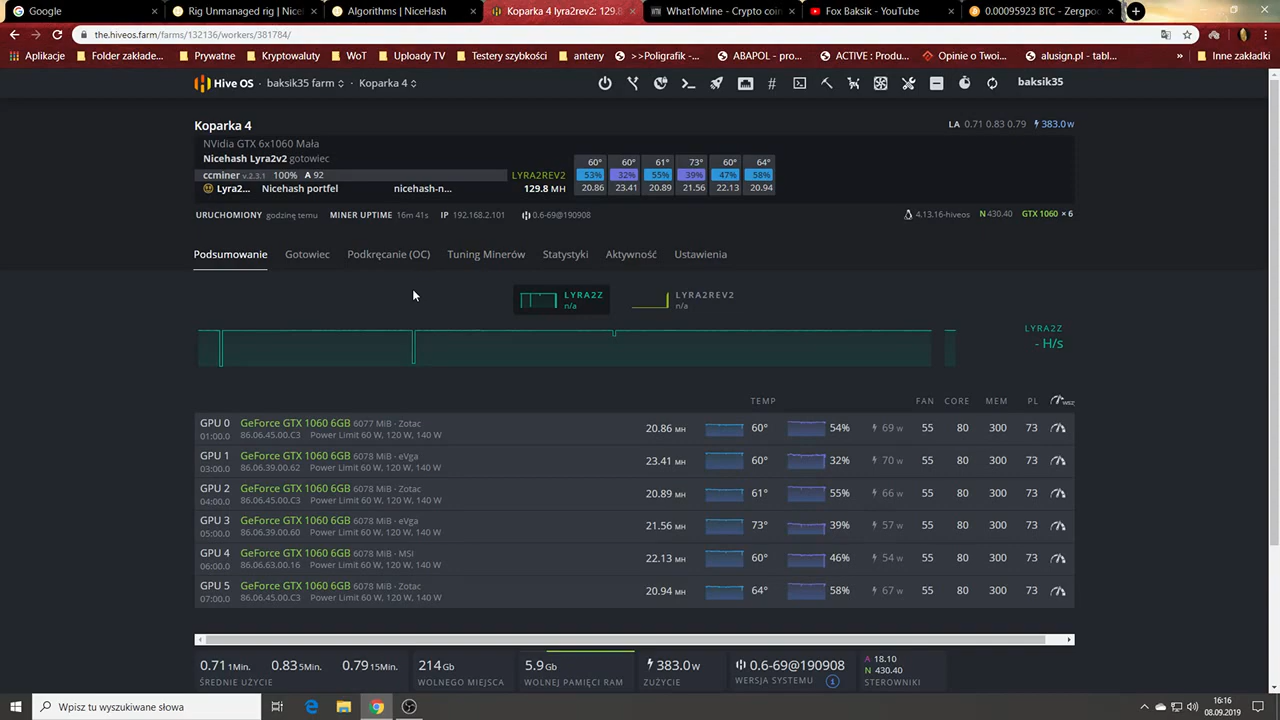 Google
Rig Unmanaged rig | NiceH
Algorithms | NiceHash
Koparka 4 lyra2rev2: 129.8
WhatToMine - Crypto coin
Fox Baksik - YouTube
0.00095923 BTC - Zergpoo
the.hiveos.farm/farms/132136/workers/381784/
Aplikacje
Folder zakłade...
Prywatne
Kryptowaluty
WoT
Uploady TV
Testery szybkości
anteny
>>Poligrafik -...
ABAPOL - pro...
ACTIVE : Produ...
Opinie o Twoi...
alusign.pl - tabl...
»
Inne zakładki
Hive OS
baksik35 farm
Koparka 4
baksik35
Koparka 4
LA 0.71 0.83 0.79 383.0 W
NVidia GTX 6x1060 Mała
Nicehash Lyra2v2 gotowiec
60° 60° 61° 73° 60° 64°
ccminer v.2.3.1 100% A 92 LYRA2REV2
53% 32% 55% 39% 47% 58%
Lyra2... Nicehash portfel nicehash-n... 129.8 MH
20.86 23.41 20.89 21.56 22.13 20.94
URUCHOMIONY godzinę temu MINER UPTIME 16m 41s IP 192.168.2.101 0.6-69@190908
4.13.16-hiveos N 430.40 GTX 1060 × 6
Podsumowanie Gotowiec Podkręcanie (OC) Tuning Minerów Statystyki Aktywność Ustawienia
LYRA2Z
n/a
LYRA2REV2
n/a
LYRA2Z
- H/s
TEMP FAN CORE MEM PL
GPU 0 GeForce GTX 1060 6GB 6077 MiB · Zotac
01:00.0 86.06.45.00.C3 Power Limit 60 W, 120 W, 140 W
20.86 MH 60° 54% 69 W 55 80 300 73
GPU 1 GeForce GTX 1060 6GB 6078 MiB · eVga
03:00.0 86.06.39.00.62 Power Limit 60 W, 120 W, 140 W
23.41 MH 60° 32% 70 W 55 80 300 73
GPU 2 GeForce GTX 1060 6GB 6078 MiB · Zotac
04:00.0 86.06.45.00.C3 Power Limit 60 W, 120 W, 140 W
20.89 MH 61° 55% 66 W 55 80 300 73
GPU 3 GeForce GTX 1060 6GB 6078 MiB · eVga
05:00.0 86.06.39.00.60 Power Limit 60 W, 120 W, 140 W
21.56 MH 73° 39% 57 W 55 80 300 73
GPU 4 GeForce GTX 1060 6GB 6078 MiB · MSI
06:00.0 86.06.63.00.16 Power Limit 60 W, 120 W, 140 W
22.13 MH 60° 46% 54 W 55 80 300 73
GPU 5 GeForce GTX 1060 6GB 6078 MiB · Zotac
07:00.0 86.06.45.00.C3 Power Limit 60 W, 120 W, 140 W
20.94 MH 64° 58% 67 W 55 80 300 73
0.71 1Min. 0.83 5Min. 0.79 15Min.
ŚREDNIE UŻYCIE
214 Gb
WOLNEGO MIEJSCA
5.9 Gb
WOLNEJ PAMIĘCI RAM
383.0 W
ZUŻYCIE
0.6-69@190908
WERSJA SYSTEMU
A 18.10
N 430.40
STEROWNIKI
Wpisz tu wyszukiwane słowa
16:16
08.09.2019